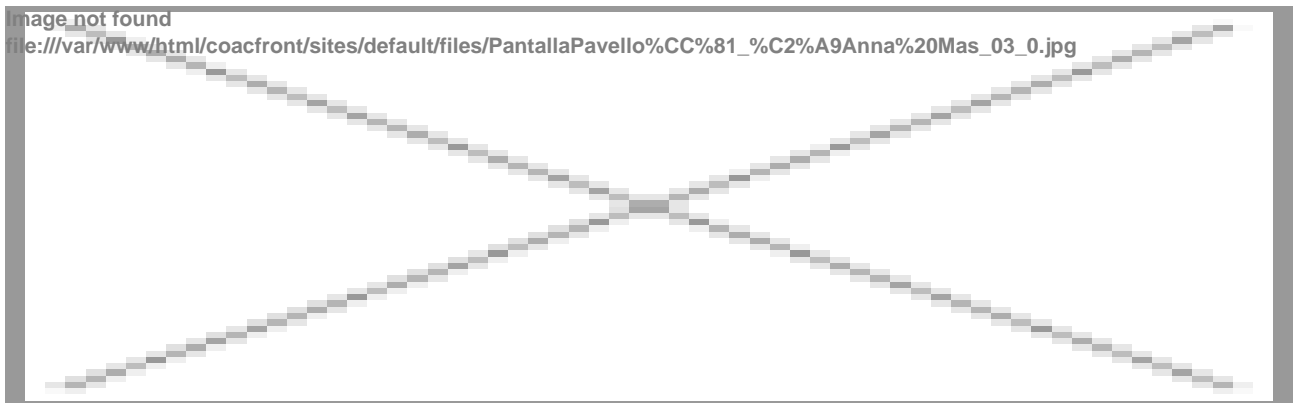 Image not found
file:///var/www/html/coacfront/sites/default/files/PantallaPavello%CC%81_%C2%A9Anna%20Mas_03_0.jpg